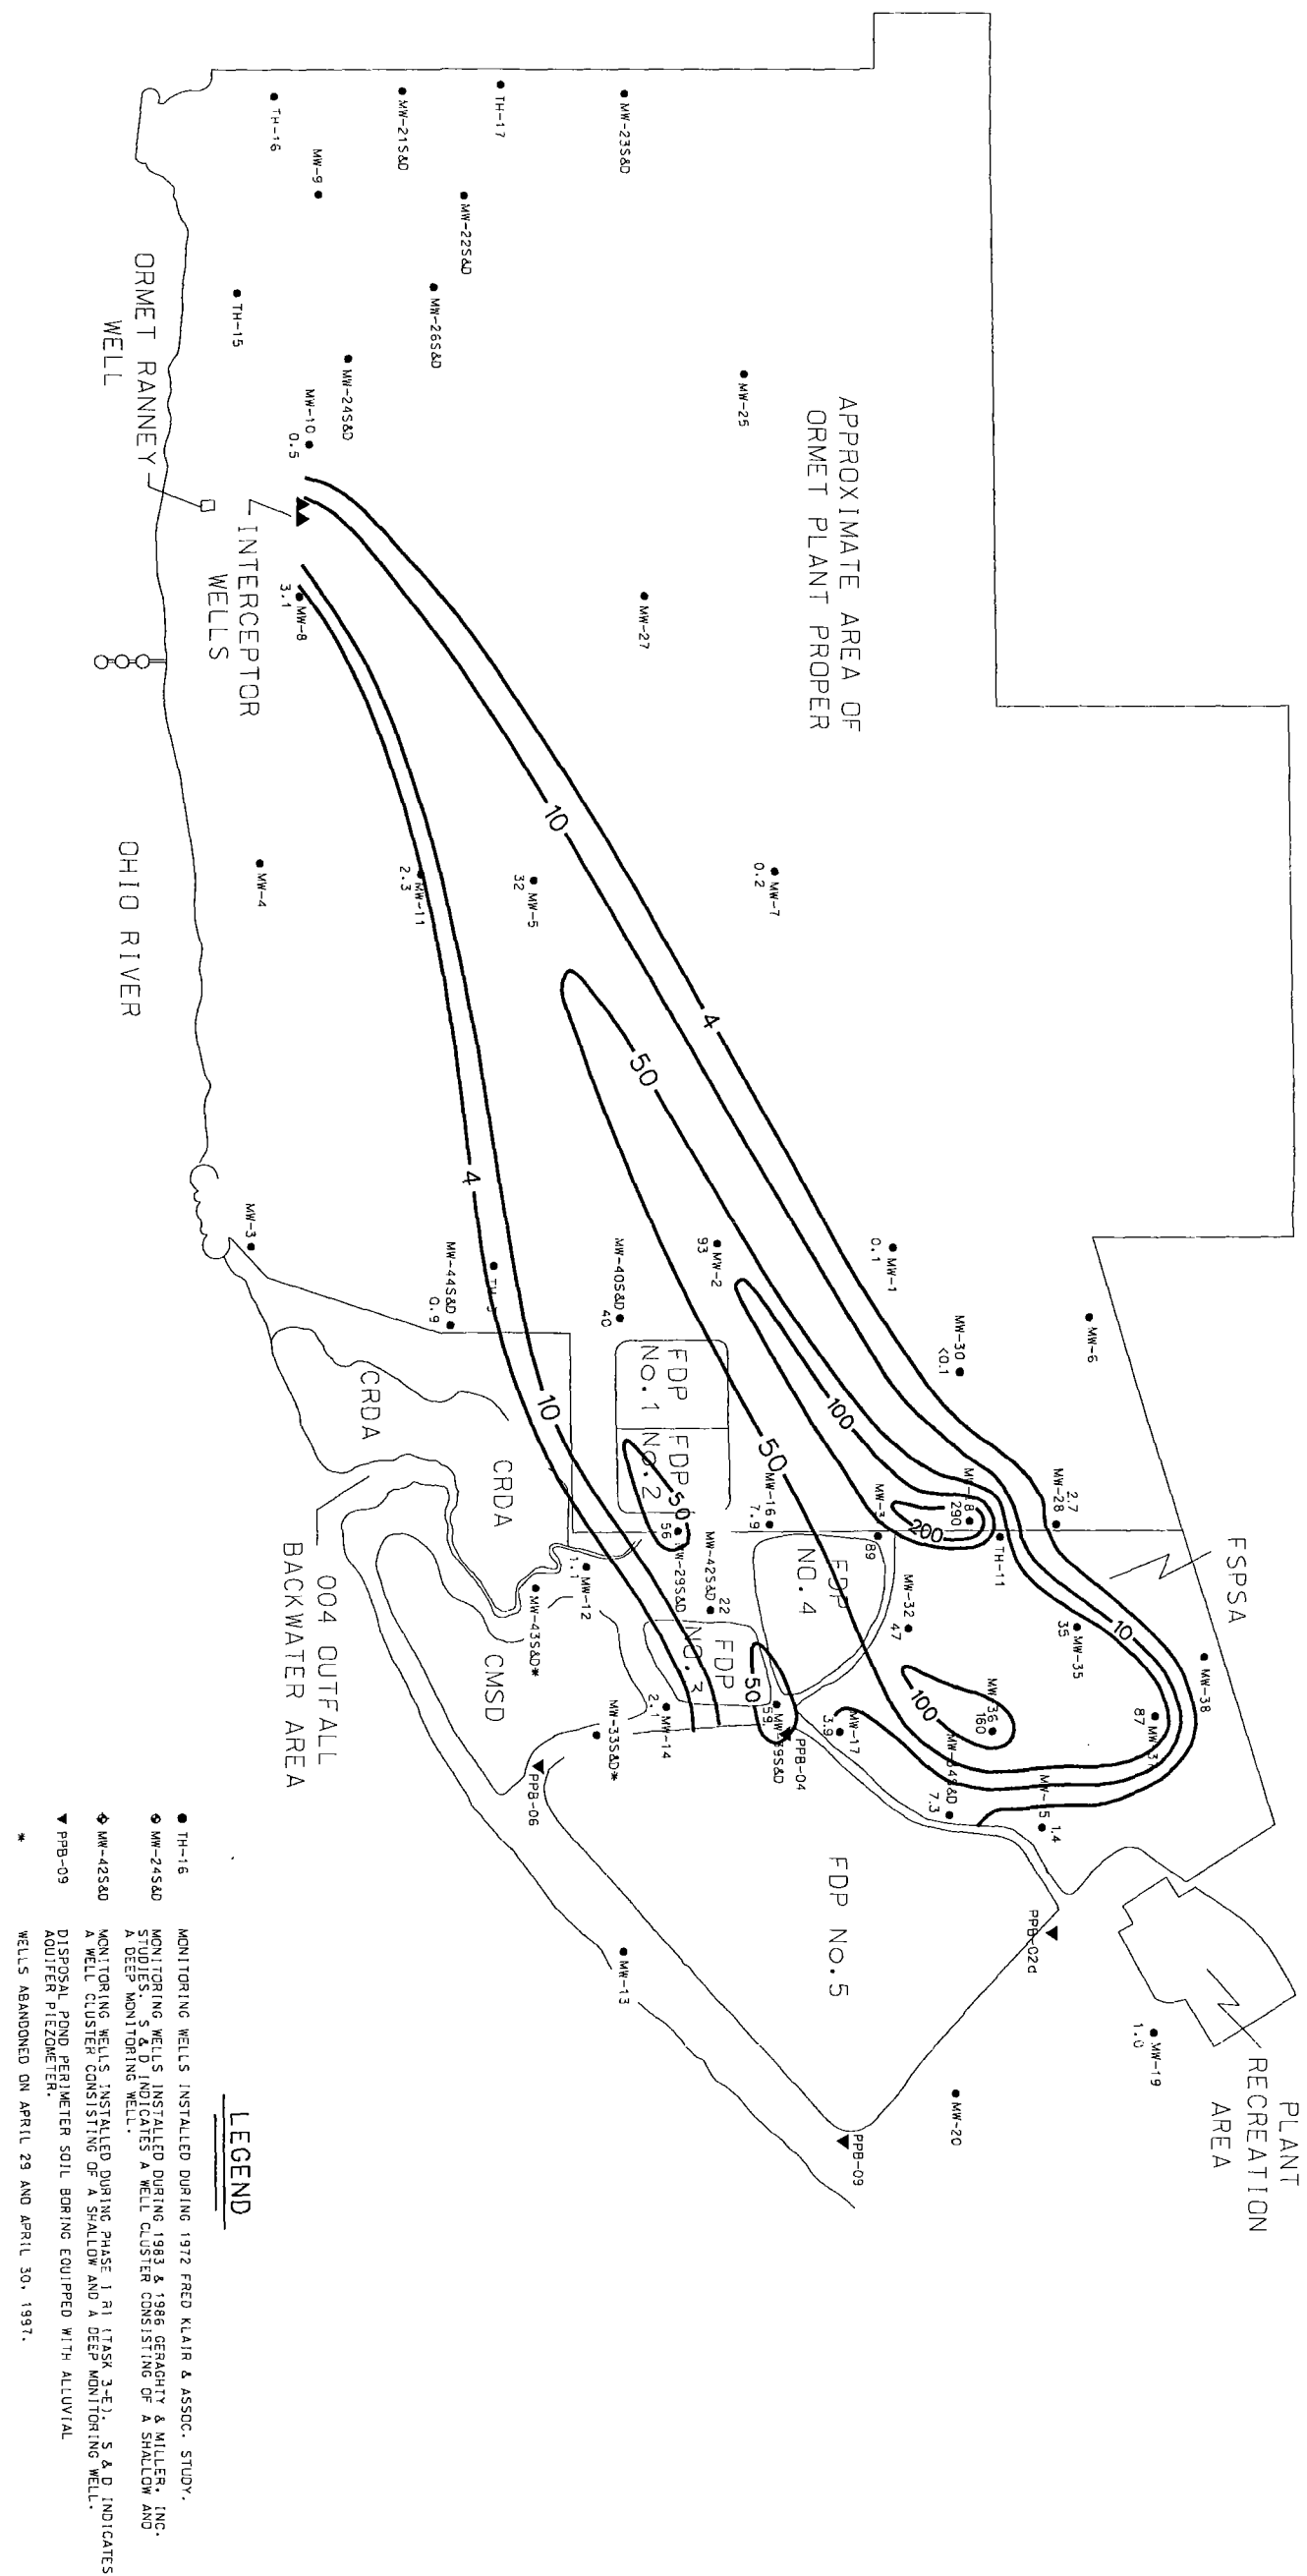 PLANT
RECREATION
AREA
FSPSA
MW-38
MW-19
1.0
MW-6
2.7
MW-28
MW-35
35
87
10
1.4
PPB-02d
TH-11
MW-30
<0.1
290
200
160
100
7.3
MW-20
MW-1
0.1
MW-32
47
89
MW-17
3.9
FDP No.5
PPB-09
APPROXIMATE AREA OF
ORMET PLANT PROPER
MW-25
MW-7
0.2
100
FDP
NO.4
PPB-04
MW-16
7.9
50
59
50
MW-2
93
4
MW-42S&D
22
FDP
NO.3
MW-29S&D
56
50
FDP
No.1
FDP
No.2
MW-14
2.1
MW-27
50
MW-40S&D
40
MW-23S&D
MW-13
MW-33S&D*
MW-12
1.1
10
10
MW-5
32
MW-43S&D*
PPB-06
TH-17
CRDA
CMSD
4
MW-22S&D
MW-26S&D
MW-44S&D
0.9
MW-11
2.3
MW-21S&D
CRDA
MW-24S&D
MW-9
MW-10
0.5
MW-8
3.1
004 OUTFALL
BACKWATER AREA
TH-16
TH-15
MW-4
MW-3
INTERCEPTOR
WELLS
ORMET RANNEY
WELL
OHIO RIVER
LEGEND
TH-16 MONITORING WELLS INSTALLED DURING 1972 FRED KLAIR & ASSOC. STUDY.
MW-24S&D MONITORING WELLS INSTALLED DURING 1983 & 1986 GERAGHTY & MILLER, INC.
STUDIES. S & D INDICATES A WELL CLUSTER CONSISTING OF A SHALLOW AND
A DEEP MONITORING WELL.
MW-42S&D MONITORING WELLS INSTALLED DURING PHASE I RI (TASK 3-E). S & D INDICATES
A WELL CLUSTER CONSISTING OF A SHALLOW AND A DEEP MONITORING WELL.
PPB-09 DISPOSAL POND PERIMETER SOIL BORING EQUIPPED WITH ALLUVIAL
AQUIFER PIEZOMETER.
* WELLS ABANDONED ON APRIL 29 AND APRIL 30, 1997.